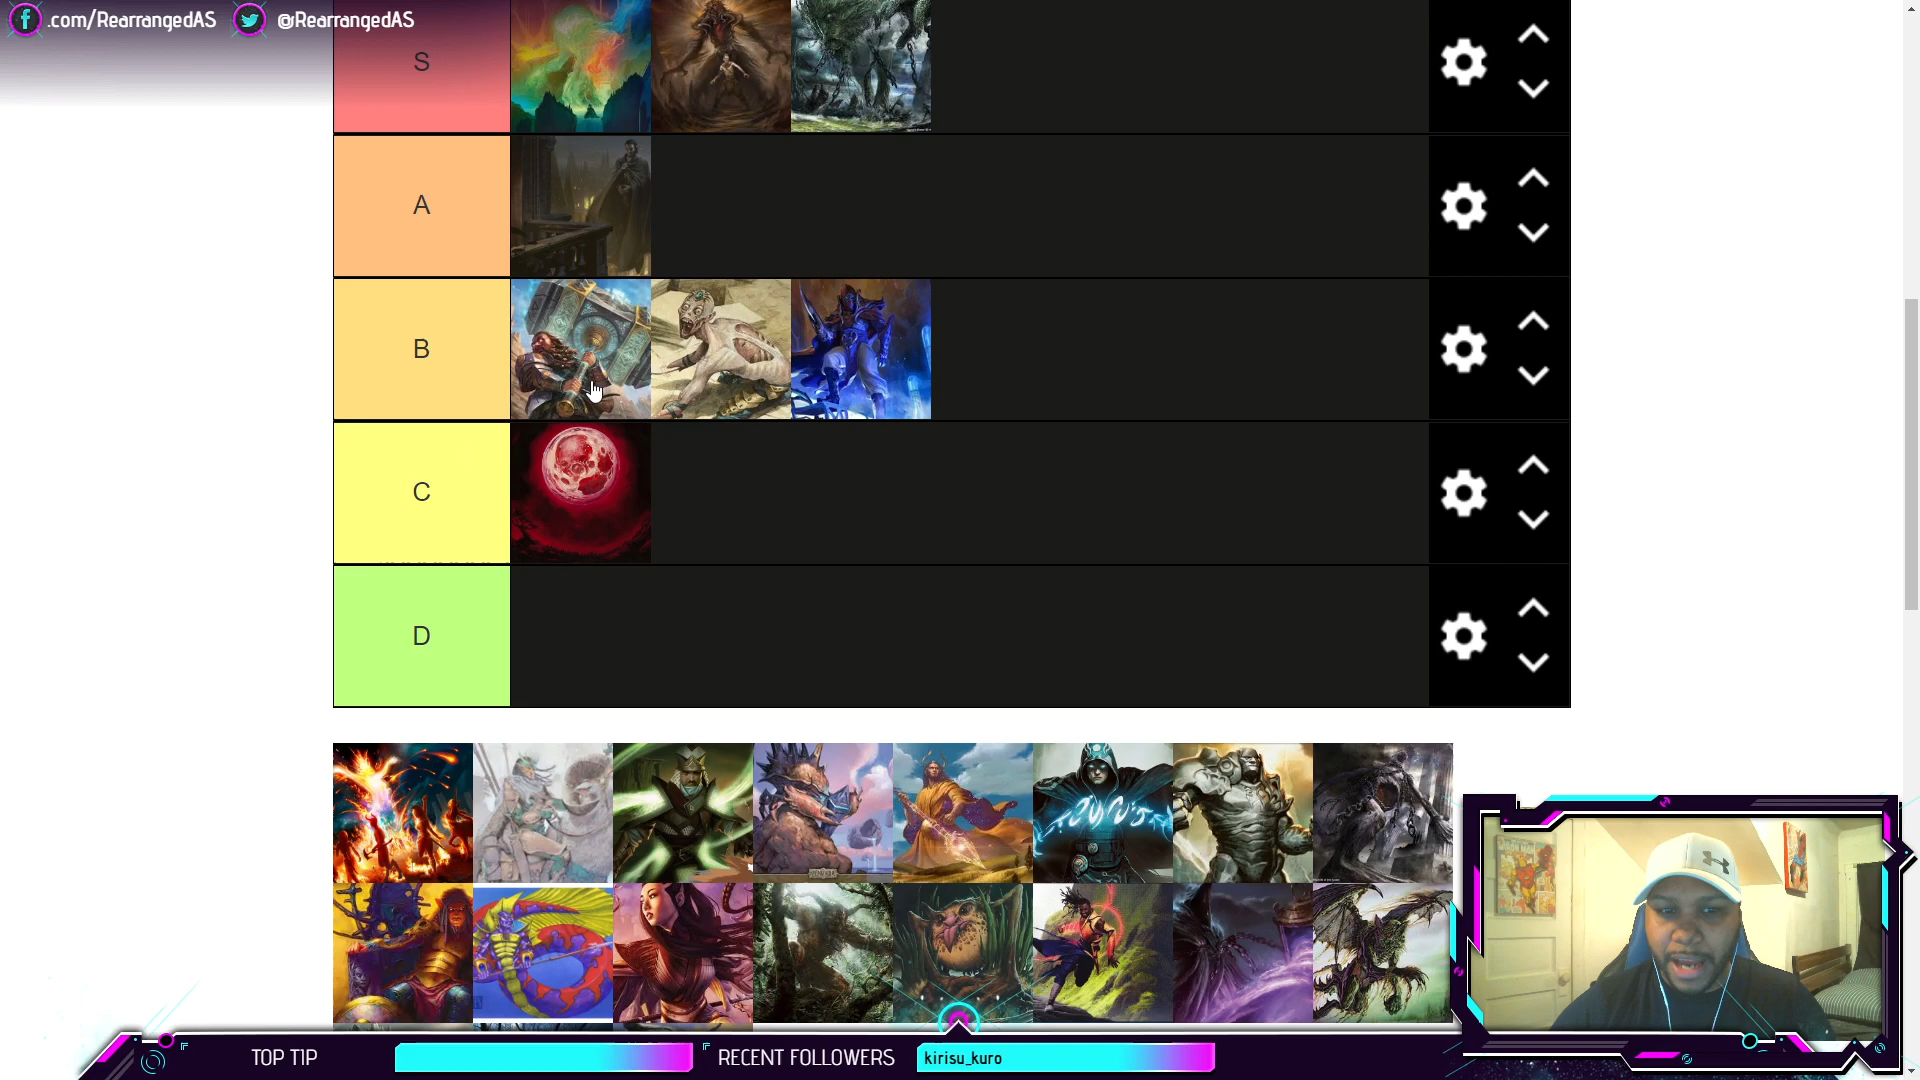 .com/RearrangedAS @RearrangedAS
S
A
B
C
D
TOP TIP
RECENT FOLLOWERS
kirisu_kuro